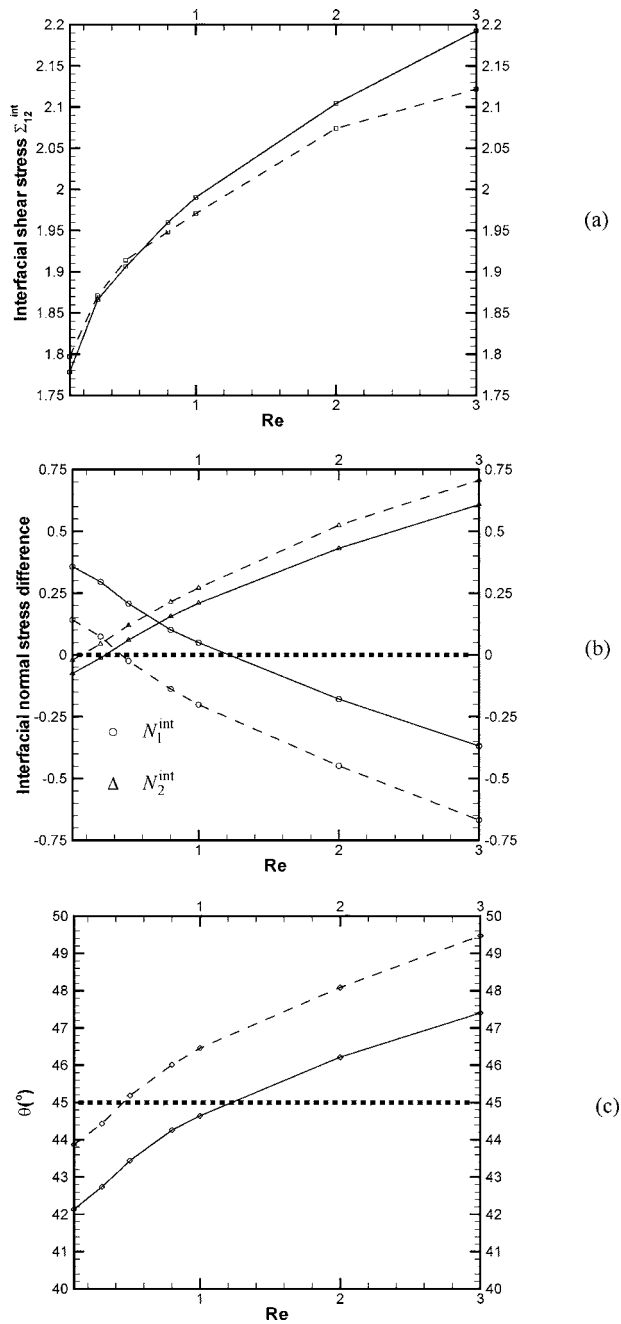 1 2 3
2.2 2.2
2.15 2.15
2.1 2.1
2.05 2.05
2 2
1.95 1.95
1.9 1.9
1.85 1.85
1.8 1.8
1.75 1.75
Interfacial shear stress Σ12^int
1 2 3
Re
(a)
1 2 3
0.75 0.75
0.5 0.5
0.25 0.25
0 0
-0.25 -0.25
-0.5 -0.5
-0.75 -0.75
Interfacial normal stress difference
N1^int
N2^int
1 2 3
Re
(b)
1 2 3
50 50
49 49
48 48
47 47
46 46
45 45
44 44
43 43
42 42
41 41
40 40
θ(°)
1 2 3
Re
(c)